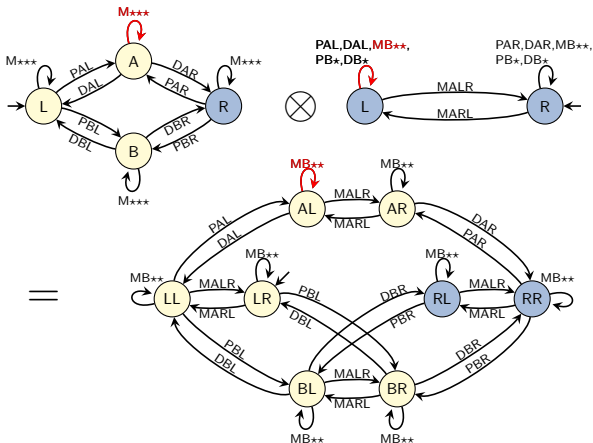 M⋆⋆⋆
M⋆⋆⋆
A
M⋆⋆⋆
PAL
DAL
DAR
PAR
L
R
PBL
DBL
DBR
PBR
B
M⋆⋆⋆
⊗
PAL,DAL,MB⋆⋆,
PB⋆,DB⋆
PAR,DAR,MB⋆⋆,
PB⋆,DB⋆
L
MALR
MARL
R
=
MB⋆⋆
MB⋆⋆
AL
MALR
MARL
AR
PAL
DAL
DAR
PAR
MB⋆⋆
MB⋆⋆
MB⋆⋆
MB⋆⋆
LL
MALR
MARL
LR
PBL
DBL
DBR
PBR
RL
MALR
MARL
RR
PBL
DBL
DBR
PBR
BL
MALR
MARL
BR
MB⋆⋆
MB⋆⋆